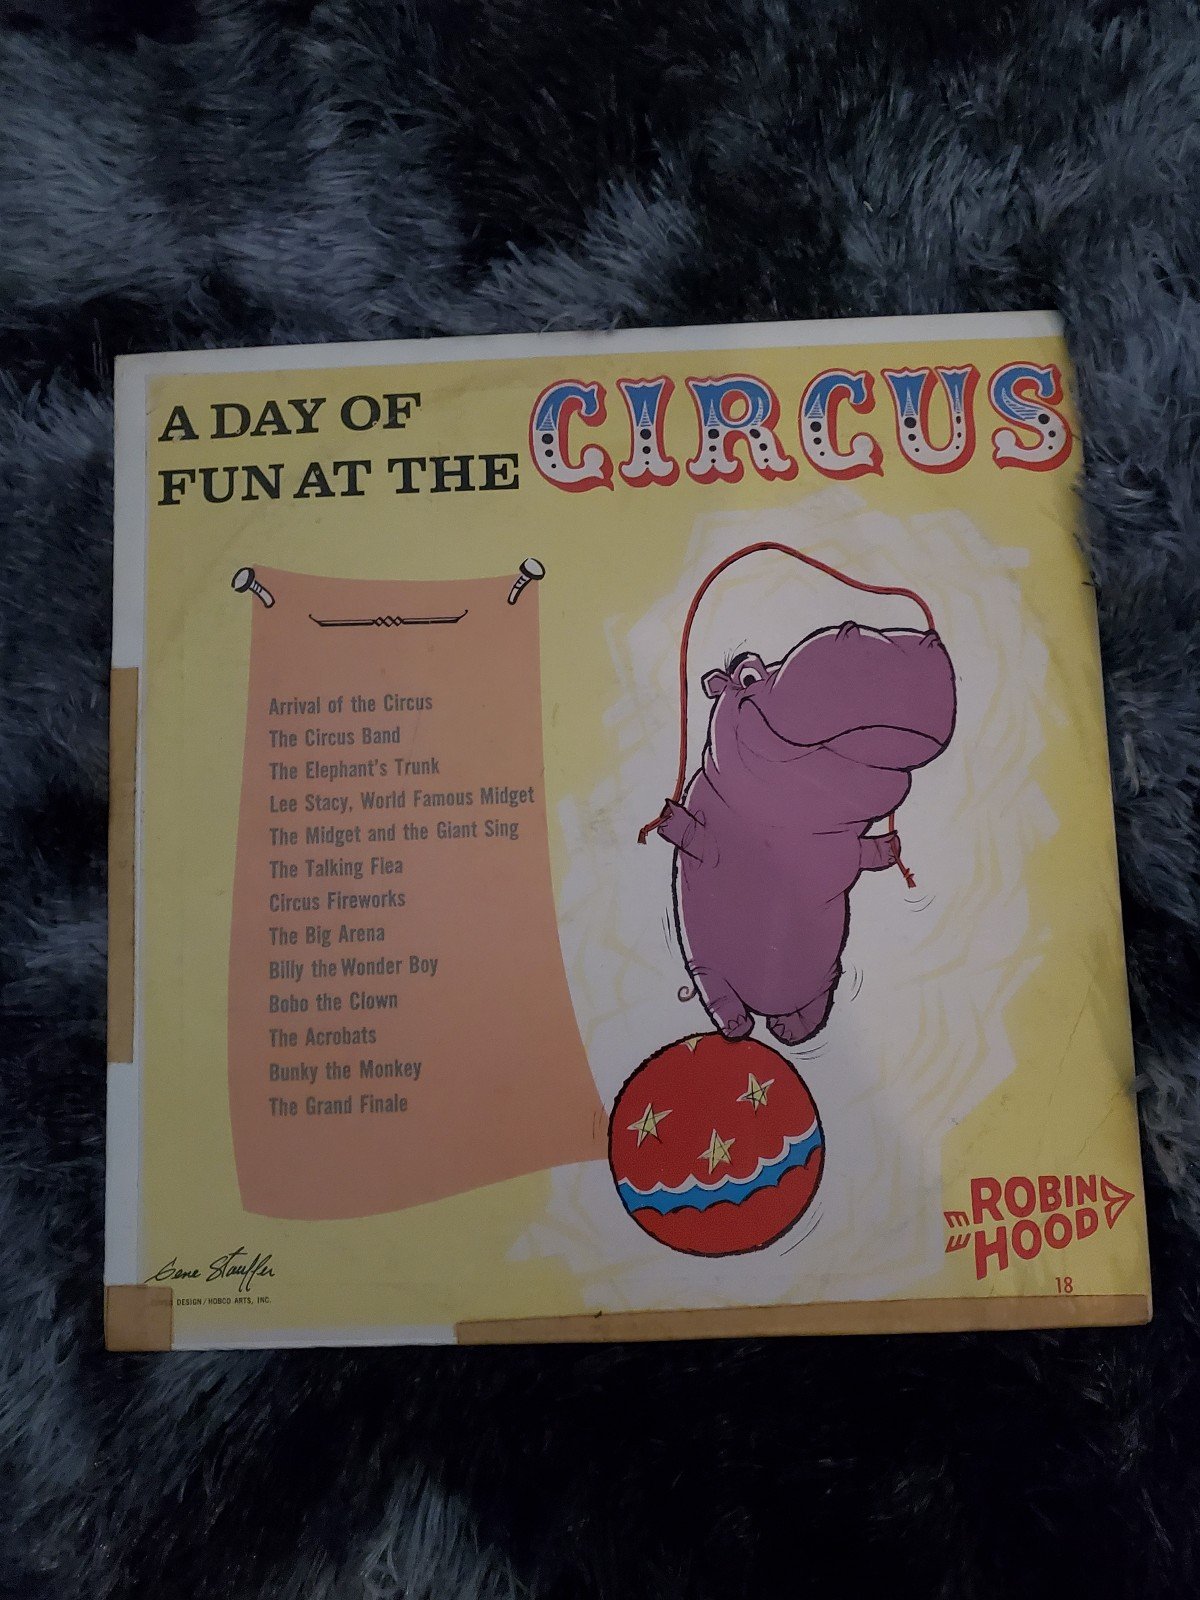 A DAY OF
FUN AT THE CIRCUS
Arrival of the Circus
The Circus Band
The Elephant's Trunk
Lee Stacy, World Famous Midget
The Midget and the Giant Sing
The Talking Flea
Circus Fireworks
The Big Arena
Billy the Wonder Boy
Bobo the Clown
The Acrobats
Bunky the Monkey
The Grand Finale
Gene Stauffer
DESIGN / HOBCO ARTS, INC.
ROBIN
HOOD
18